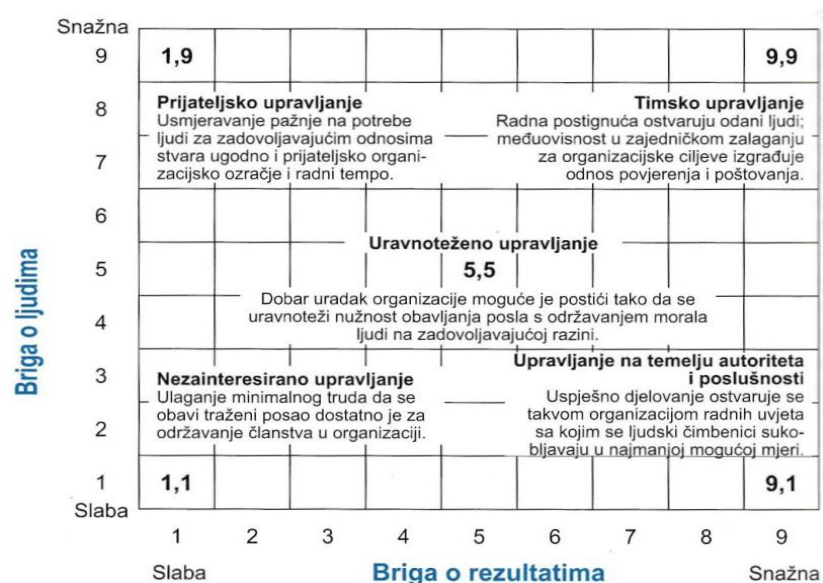 Snažna
9
1,9
9,9
8
Prijateljsko upravljanje
Usmjeravanje pažnje na potrebe
ljudi za zadovoljavajućim odnosima
stvara ugodno i prijateljsko organi-
zacijsko ozračje i radni tempo.
Timsko upravljanje
Radna postignuća ostvaruju odani ljudi;
međuovisnost u zajedničkom zalaganju
za organizacijske ciljeve izgrađuje
odnos povjerenja i poštovanja.
7
6
Uravnoteženo upravljanje
5
5,5
Dobar uradak organizacije moguće je postići tako da se
uravnoteži nužnost obavljanja posla s održavanjem morala
ljudi na zadovoljavajućoj razini.
4
3
Nezainteresirano upravljanje
Ulaganje minimalnog truda da se
obavi traženi posao dostatno je za
održavanje članstva u organizaciji.
Upravljanje na temelju autoriteta
i poslušnosti
Uspješno djelovanje ostvaruje se
takvom organizacijom radnih uvjeta
sa kojim se ljudski čimbenici suko-
bljavaju u najmanjoj mogućoj mjeri.
2
1
1,1
9,1
Slaba
Briga o ljudima
1 2 3 4 5 6 7 8 9
Slaba
Briga o rezultatima
Snažna